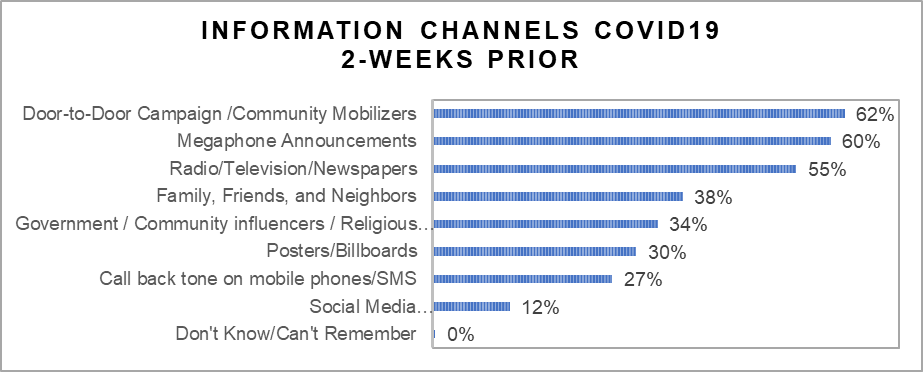 INFORMATION CHANNELS COVID19
2-WEEKS PRIOR
Door-to-Door Campaign /Community Mobilizers 62%
Megaphone Announcements 60%
Radio/Television/Newspapers 55%
Family, Friends, and Neighbors 38%
Government / Community influencers / Religious… 34%
Posters/Billboards 30%
Call back tone on mobile phones/SMS 27%
Social Media… 12%
Don't Know/Can't Remember 0%